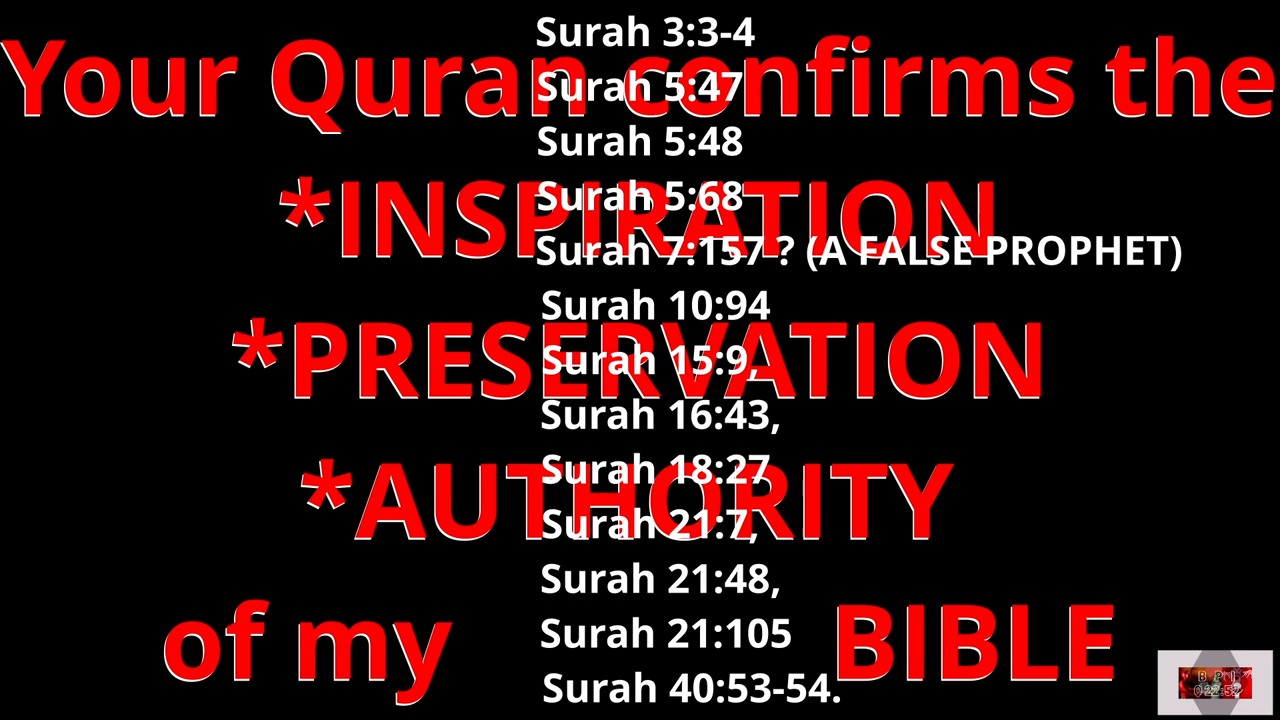 Your Quran confirms the
*INSPIRATION
*PRESERVATION
*AUTHORITY
of my BIBLE
Surah 3:3-4
Surah 5:47
Surah 5:48
Surah 5:68
Surah 7:157 ? (A FALSE PROPHET)
Surah 10:94
Surah 15:9,
Surah 16:43,
Surah 18:27
Surah 21:7,
Surah 21:48,
Surah 21:105
Surah 40:53-54.